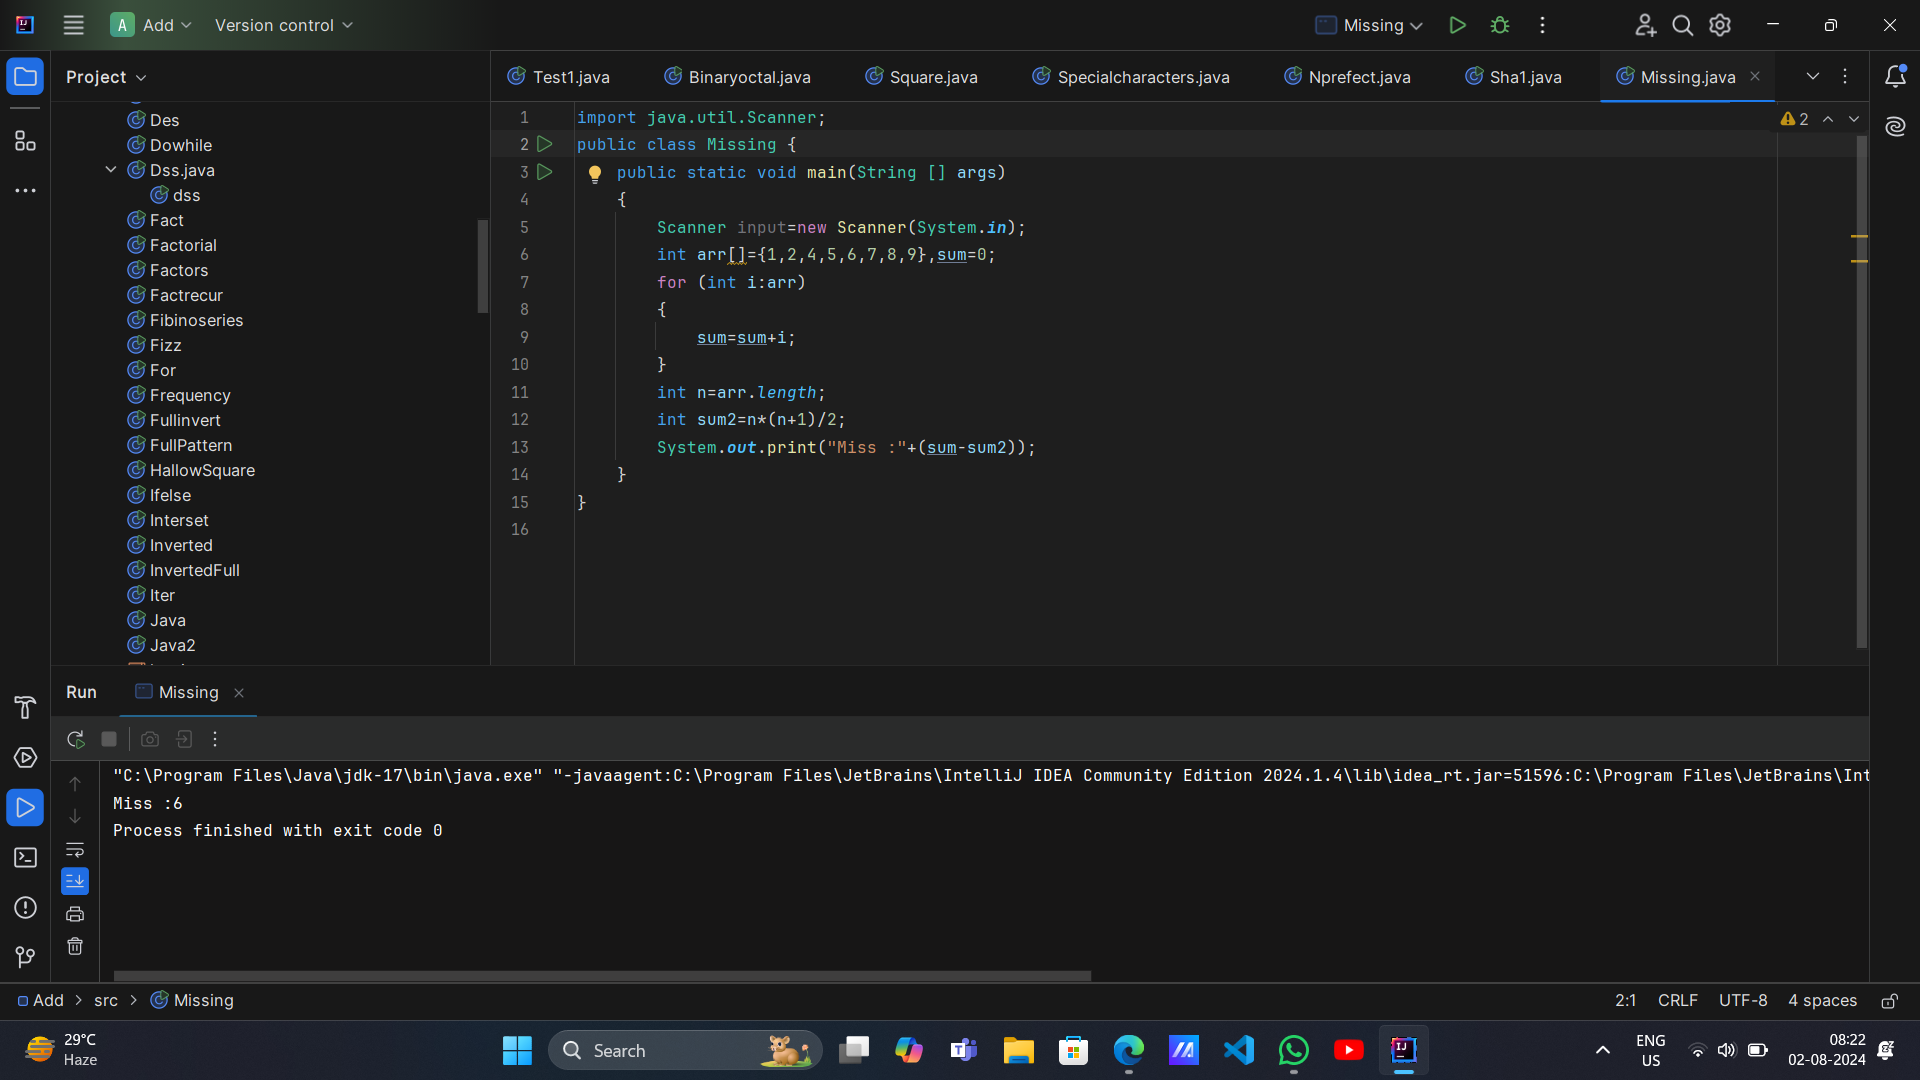 A Add Version control Missing
Project
Test1.java Binaryoctal.java Square.java Specialcharacters.java Nprefect.java Sha1.java Missing.java
Des
Dowhile
Dss.java
dss
Fact
Factorial
Factors
Factrecur
Fibinoseries
Fizz
For
Frequency
Fullinvert
FullPattern
HallowSquare
Ifelse
Interset
Inverted
InvertedFull
Iter
Java
Java2
1 import java.util.Scanner;
2 public class Missing {
3 public static void main(String [] args)
4 {
5 Scanner input=new Scanner(System.in);
6 int arr[]={1,2,4,5,6,7,8,9},sum=0;
7 for (int i:arr)
8 {
9 sum=sum+i;
10 }
11 int n=arr.length;
12 int sum2=n*(n+1)/2;
13 System.out.print("Miss :"+(sum-sum2));
14 }
15 }
16
2
Run Missing
"C:\Program Files\Java\jdk-17\bin\java.exe" "-javaagent:C:\Program Files\JetBrains\IntelliJ IDEA Community Edition 2024.1.4\lib\idea_rt.jar=51596:C:\Program Files\JetBrains\Int
Miss :6
Process finished with exit code 0
Add > src > Missing
2:1 CRLF UTF-8 4 spaces
29°C
Haze
Search
ENG
US
08:22
02-08-2024